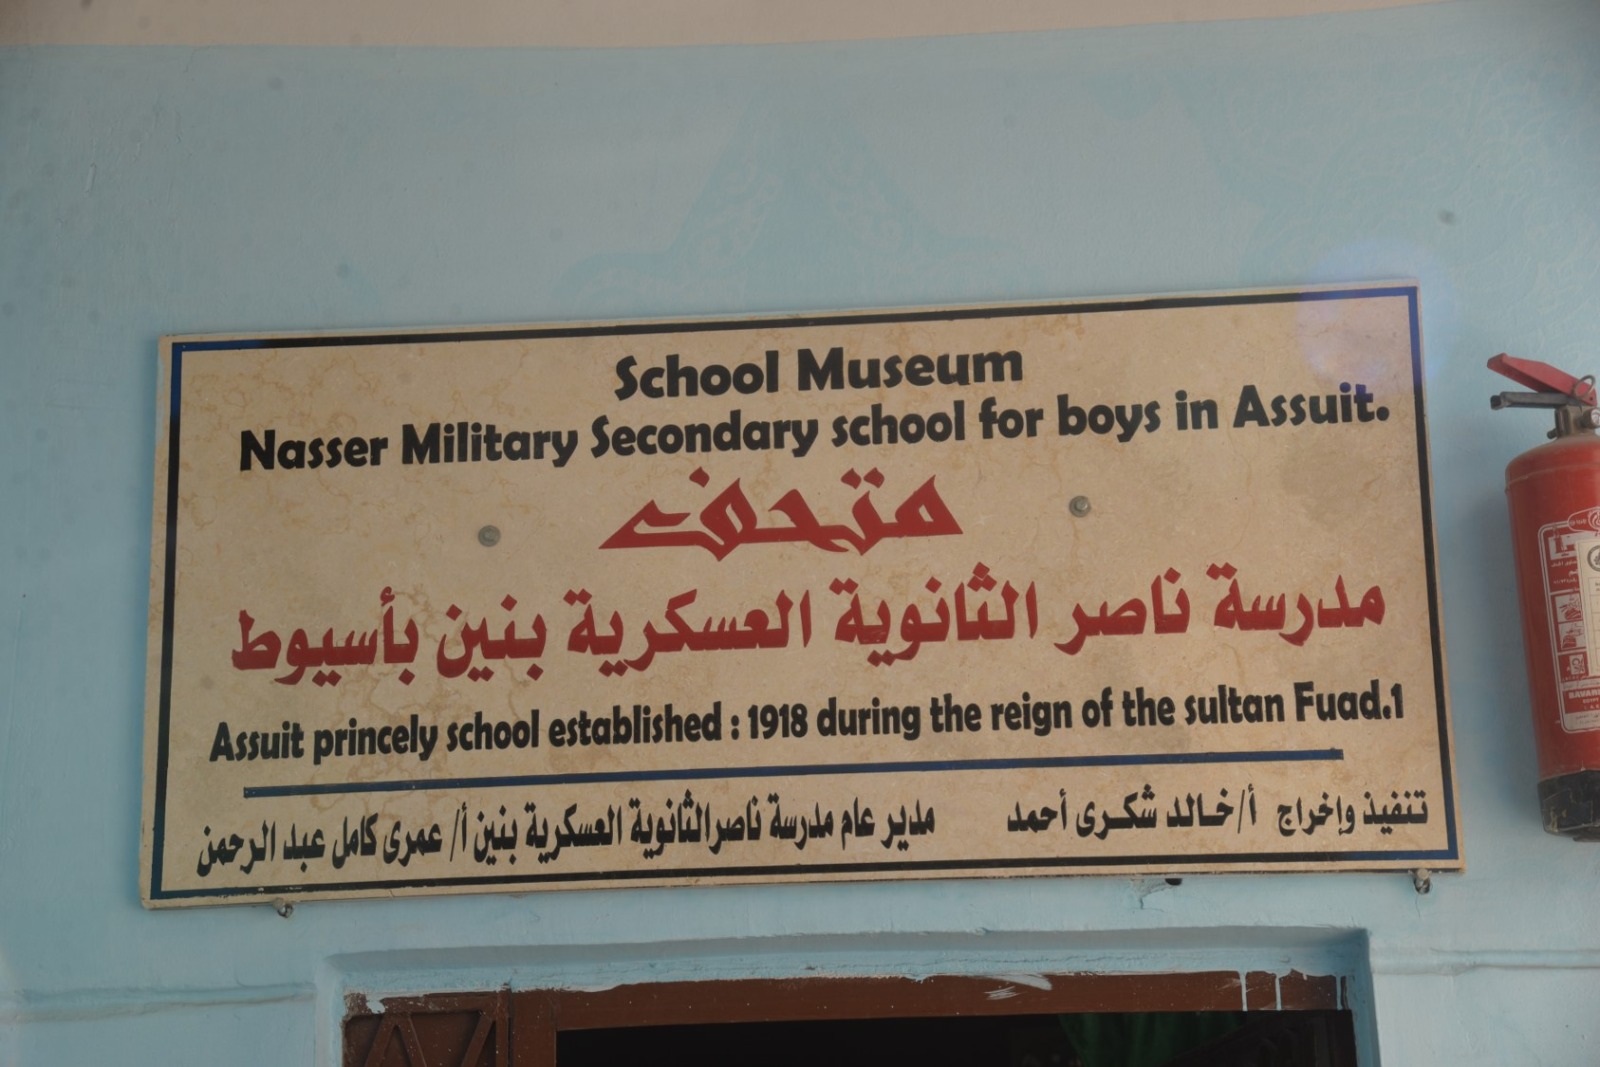 School Museum
Nasser Military Secondary school for boys in Assuit.
متحف
مدرسة ناصر الثانوية العسكرية بنين بأسيوط
Assuit princely school established : 1918 during the reign of the sultan Fuad.1
تنفيذ وإخراج أ/خالد شكرى أحمد مدير عام مدرسة ناصرالثانوية العسكرية بنين أ/ عمرى كامل عبد الرحمن